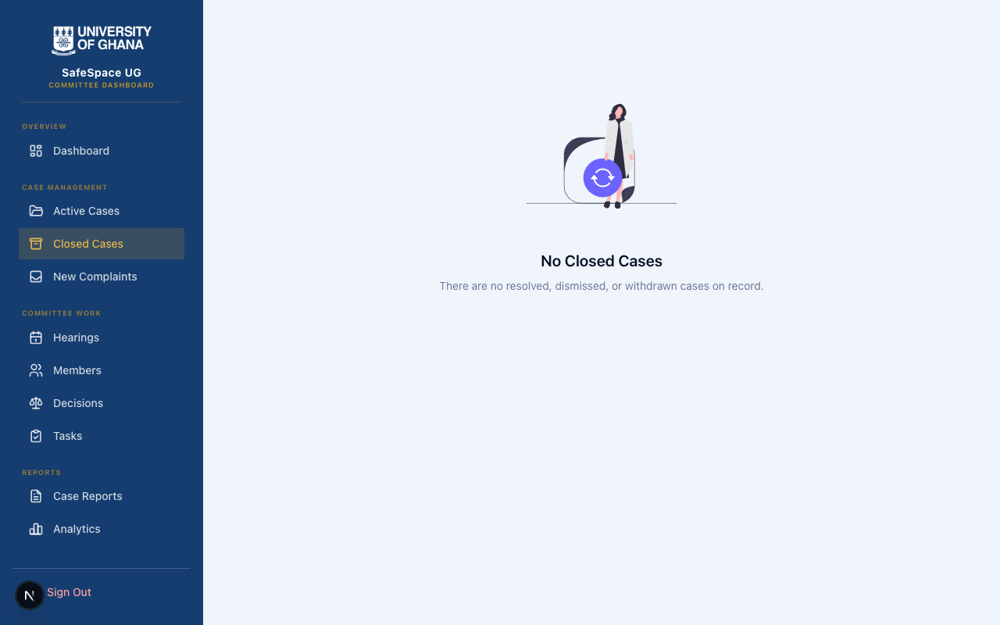 UNIVERSITY
OF GHANA
SafeSpace UG
COMMITTEE DASHBOARD
OVERVIEW
Dashboard
CASE MANAGEMENT
Active Cases
Closed Cases
New Complaints
COMMITTEE WORK
Hearings
Members
Decisions
Tasks
REPORTS
Case Reports
Analytics
N
Sign Out
No Closed Cases
There are no resolved, dismissed, or withdrawn cases on record.